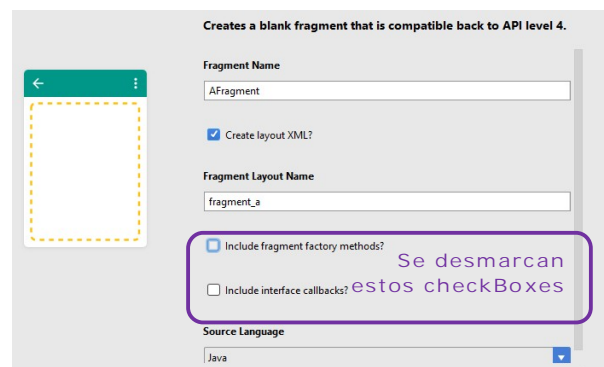 Creates a blank fragment that is compatible back to API level 4.
Fragment Name
AFragment
Create layout XML?
Fragment Layout Name
fragment_a
Include fragment factory methods?
Se desmarcan
Include interface callbacks?
estos checkBoxes
Source Language
Java